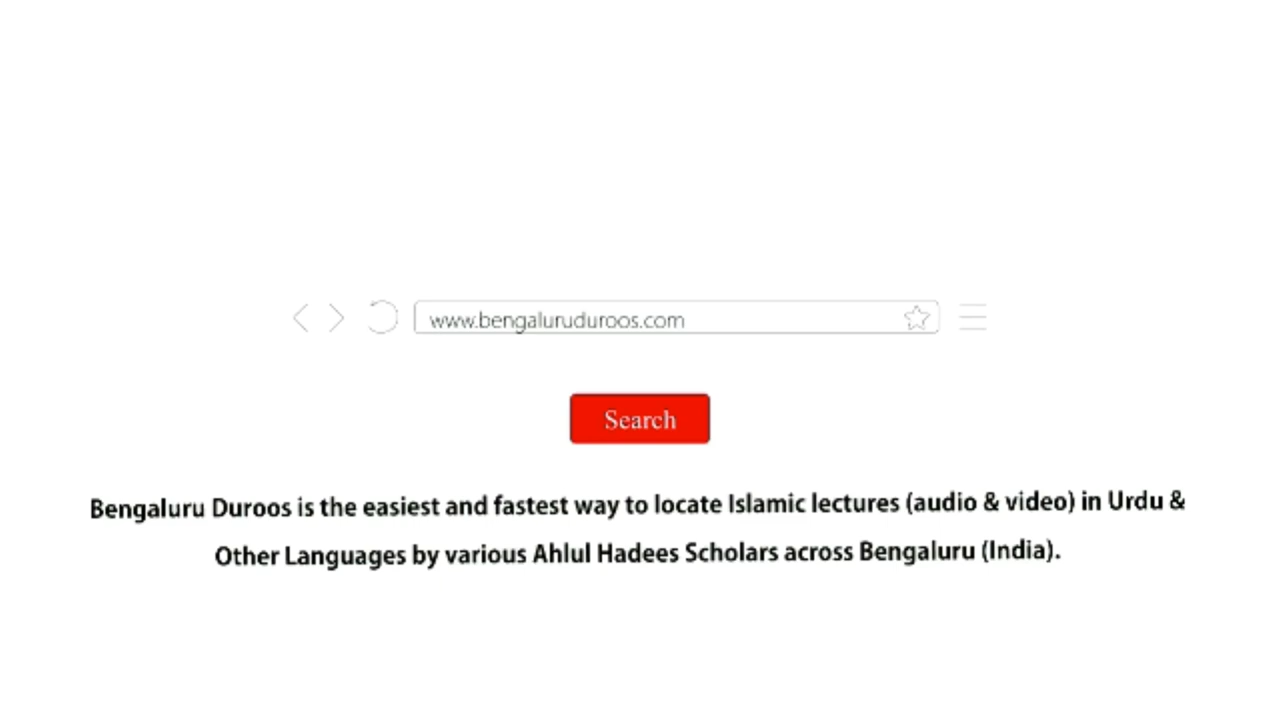 www.bengaluruduroos.com
Search
Bengaluru Duroos is the easiest and fastest way to locate Islamic lectures (audio & video) in Urdu &
Other Languages by various Ahlul Hadees Scholars across Bengaluru (India).